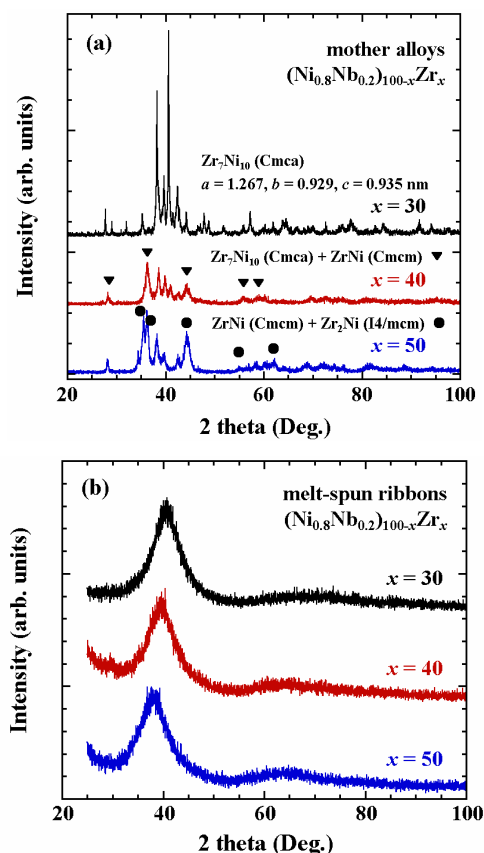 (a)
mother alloys
(Ni0.8Nb0.2)100-xZrx
Zr7Ni10 (Cmca)
a = 1.267, b = 0.929, c = 0.935 nm
x = 30
Zr7Ni10 (Cmca) + ZrNi (Cmcm) ▼
x = 40
ZrNi (Cmcm) + Zr2Ni (I4/mcm) ●
x = 50
Intensity (arb. units)
20 40 60 80 100
2 theta (Deg.)
(b)
melt-spun ribbons
(Ni0.8Nb0.2)100-xZrx
x = 30
x = 40
x = 50
Intensity (arb. units)
20 40 60 80 100
2 theta (Deg.)